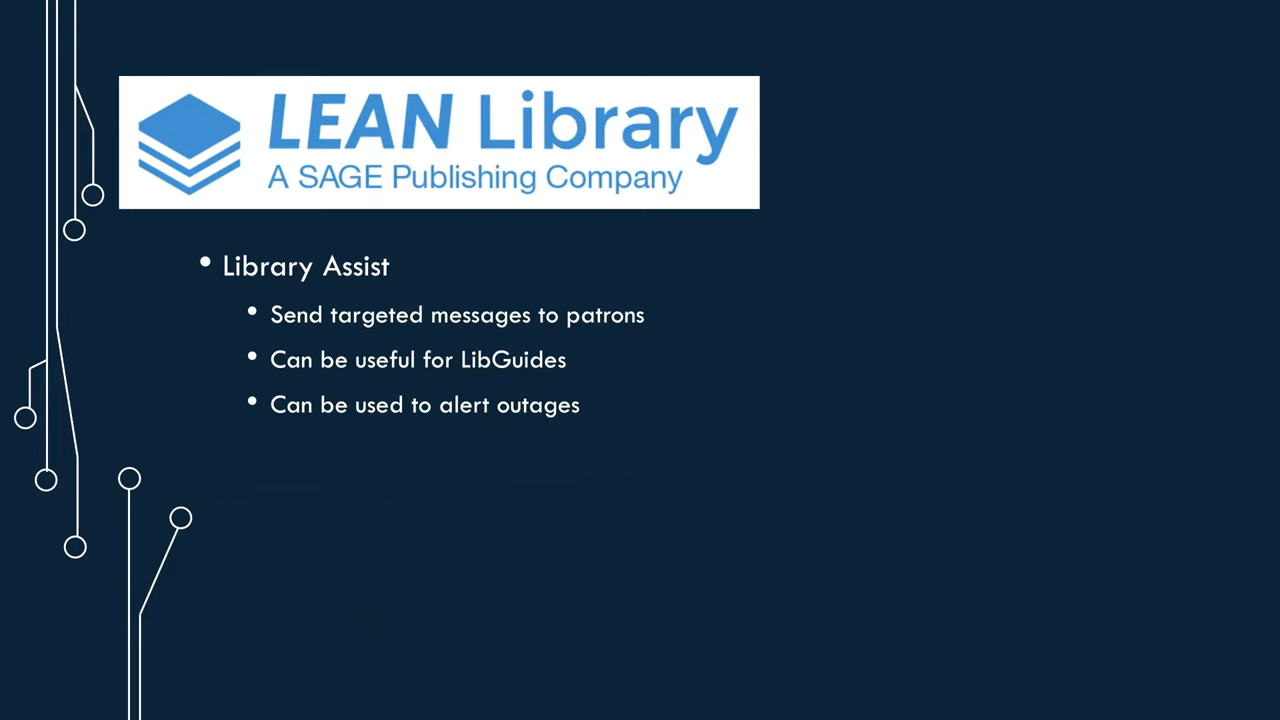 LEAN Library
A SAGE Publishing Company
• Library Assist
• Send targeted messages to patrons
• Can be useful for LibGuides
• Can be used to alert outages